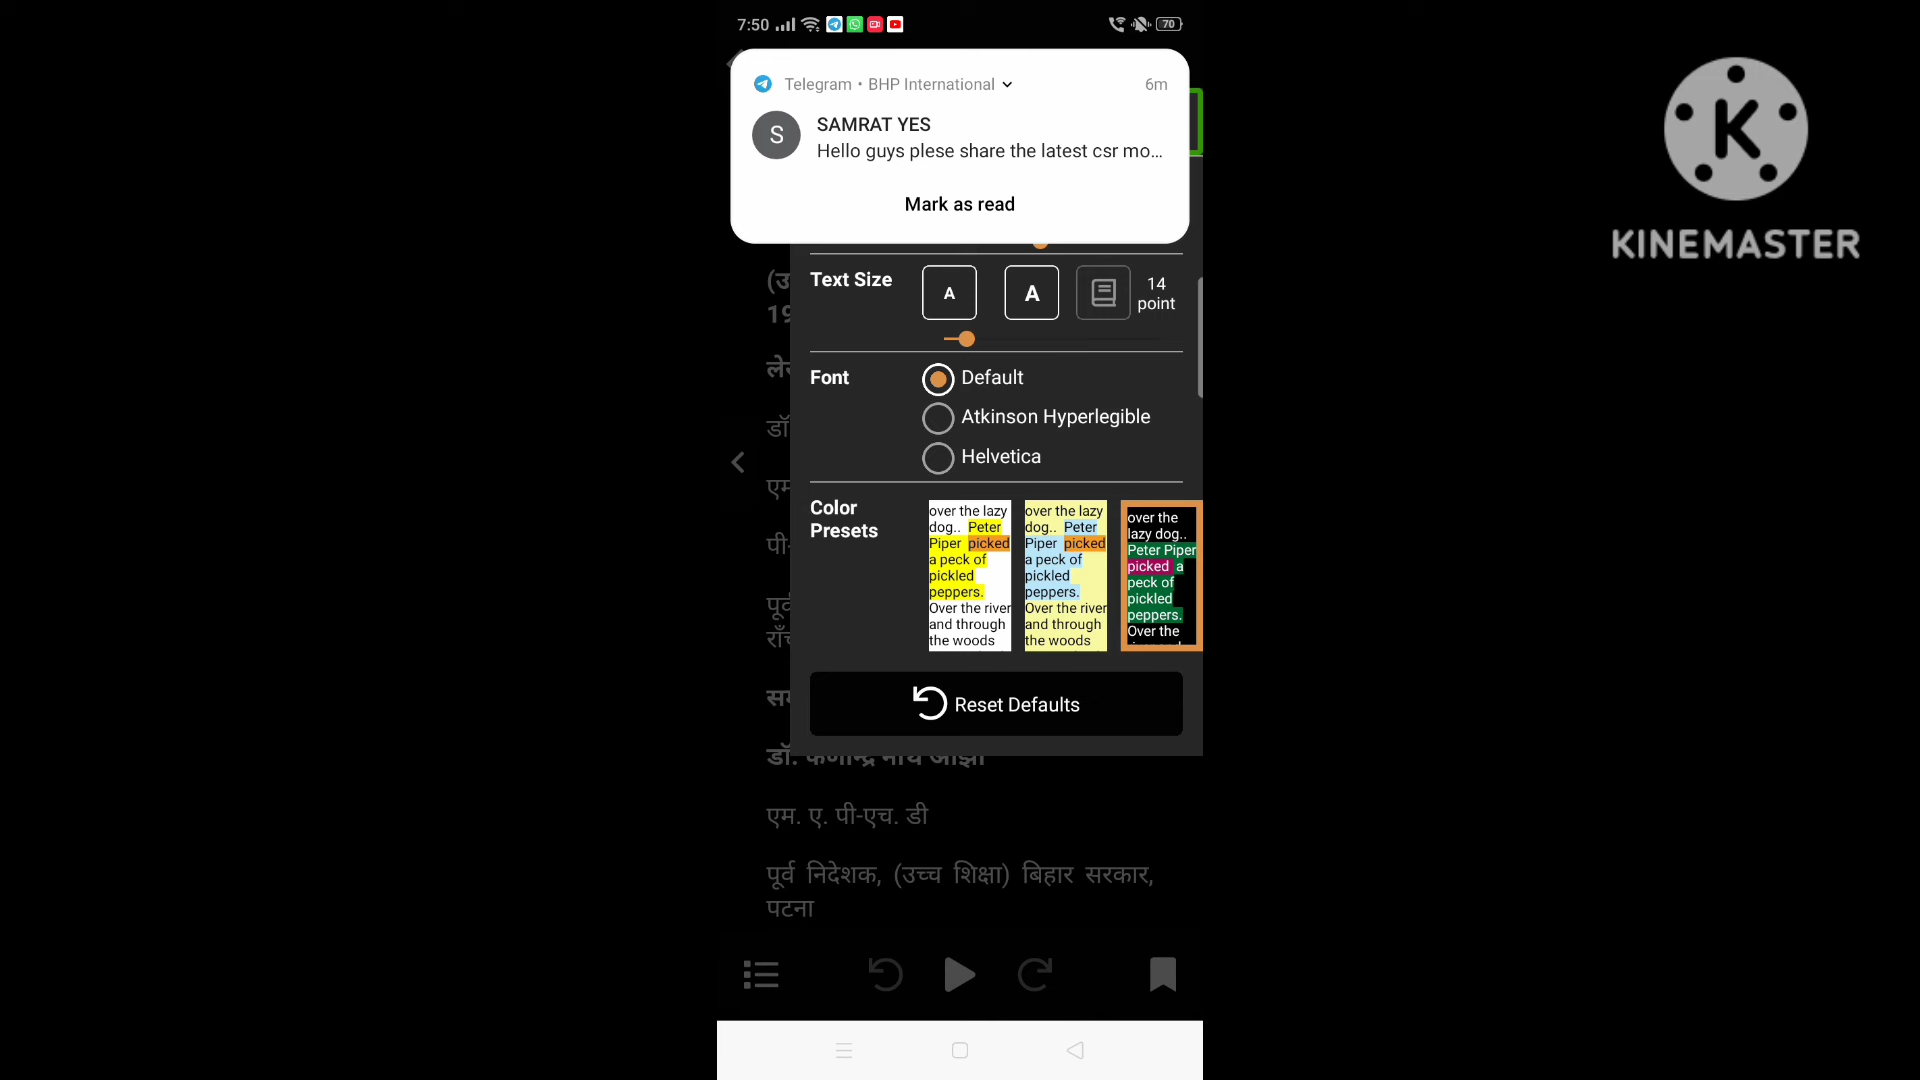 7:50
70
Telegram • BHP International
6m
S
SAMRAT YES
Hello guys plese share the latest csr mo...
Mark as read
K
KINEMASTER
Text Size
A
A
14
point
Font
Default
Atkinson Hyperlegible
Helvetica
Color
Presets
over the lazy
dog.. Peter
Piper picked
a peck of
pickled
peppers.
Over the river
and through
the woods
over the lazy
dog.. Peter
Piper picked
a peck of
pickled
peppers.
Over the river
and through
the woods
over the
lazy dog..
Peter Piper
picked a
peck of
pickled
peppers.
Over the
Reset Defaults
एम. ए. पी-एच. डी
पूर्व निदेशक, (उच्च शिक्षा) बिहार सरकार,
पटना